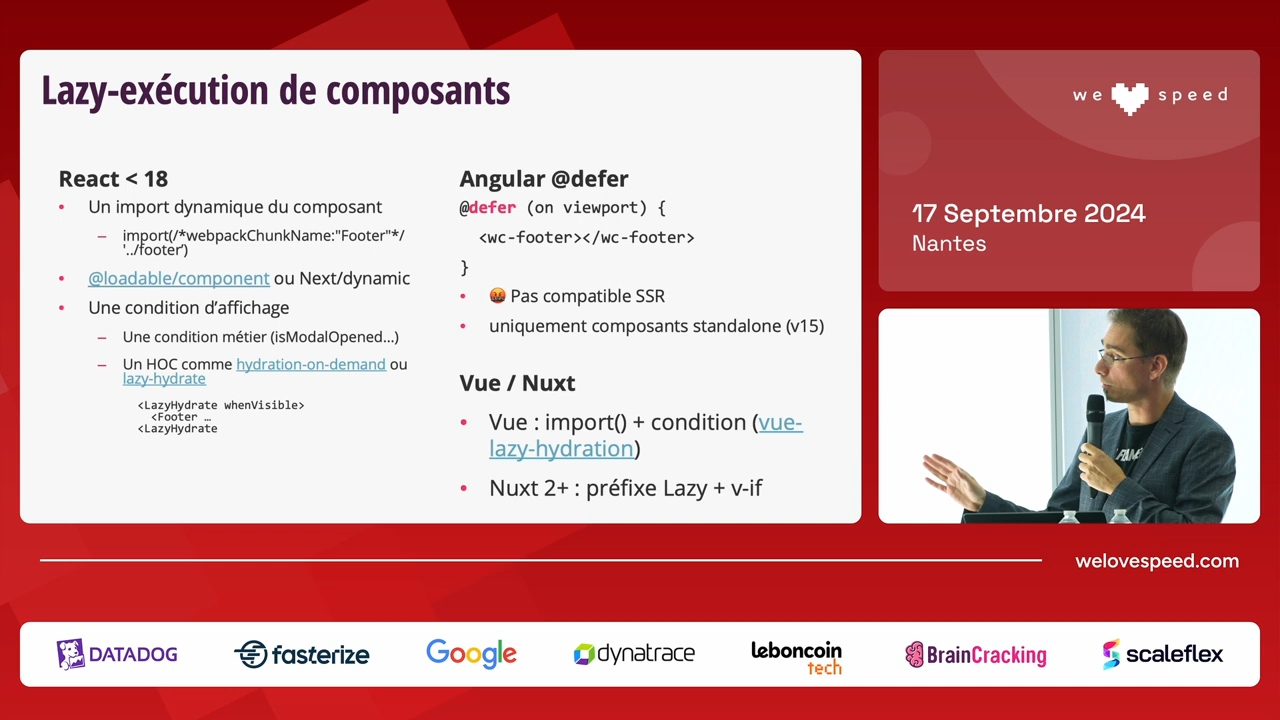 Lazy-exécution de composants
React < 18
• Un import dynamique du composant
– import(/*webpackChunkName:"Footer"*/
'../footer')
• @loadable/component ou Next/dynamic
• Une condition d’affichage
– Une condition métier (isModalOpened…)
– Un HOC comme hydration-on-demand ou
lazy-hydrate
<LazyHydrate whenVisible>
<Footer …
<LazyHydrate
Angular @defer
@defer (on viewport) {
<wc-footer></wc-footer>
}
• 🤬 Pas compatible SSR
• uniquement composants standalone (v15)
Vue / Nuxt
• Vue : import() + condition (vue-
lazy-hydration)
• Nuxt 2+ : préfixe Lazy + v-if
we speed
17 Septembre 2024
Nantes
welovespeed.com
DATADOG
fasterize
Google
dynatrace
leboncoin
tech
BrainCracking
scaleflex